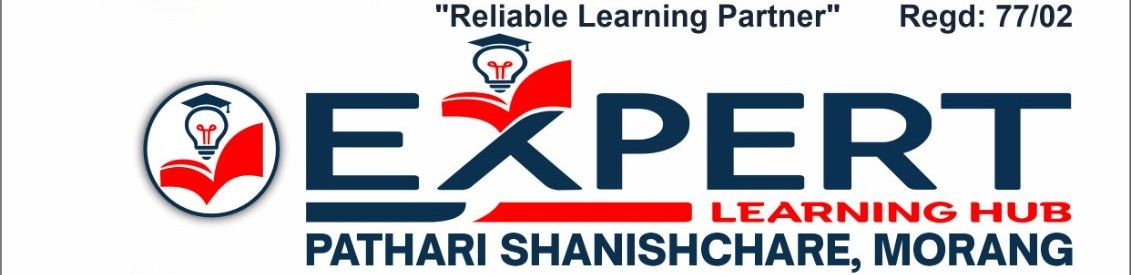 "Reliable Learning Partner" Regd: 77/02
EXPERT
LEARNING HUB
PATHARI SHANISHCHARE, MORANG